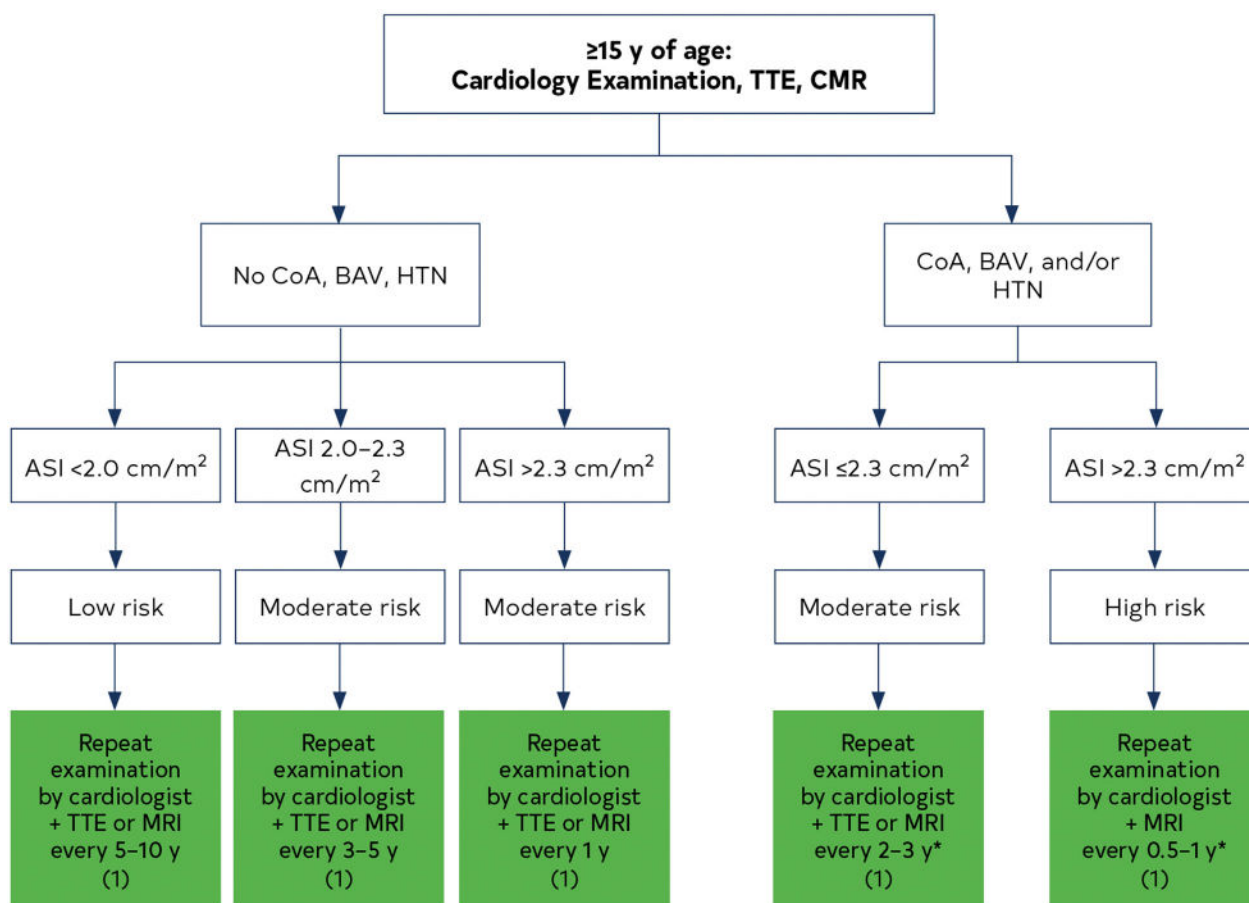 ≥15 y of age:
Cardiology Examination, TTE, CMR
No CoA, BAV, HTN
CoA, BAV, and/or
HTN
ASI <2.0 cm/m²
ASI 2.0–2.3
cm/m²
ASI >2.3 cm/m²
ASI ≤2.3 cm/m²
ASI >2.3 cm/m²
Low risk
Moderate risk
Moderate risk
Moderate risk
High risk
Repeat
examination
by cardiologist
+ TTE or MRI
every 5–10 y
(1)
Repeat
examination
by cardiologist
+ TTE or MRI
every 3–5 y
(1)
Repeat
examination
by cardiologist
+ TTE or MRI
every 1 y
(1)
Repeat
examination
by cardiologist
+ TTE or MRI
every 2–3 y*
(1)
Repeat
examination
by cardiologist
+ MRI
every 0.5–1 y*
(1)